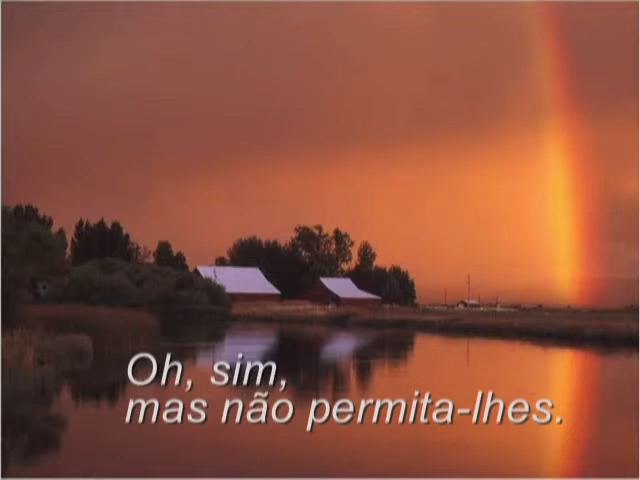 Oh, sim,
mas não permita-lhes.